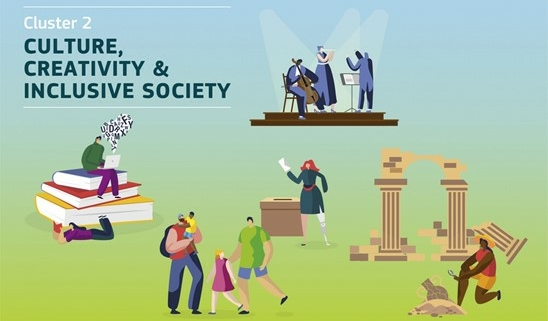 Cluster 2
CULTURE,
CREATIVITY &
INCLUSIVE SOCIETY